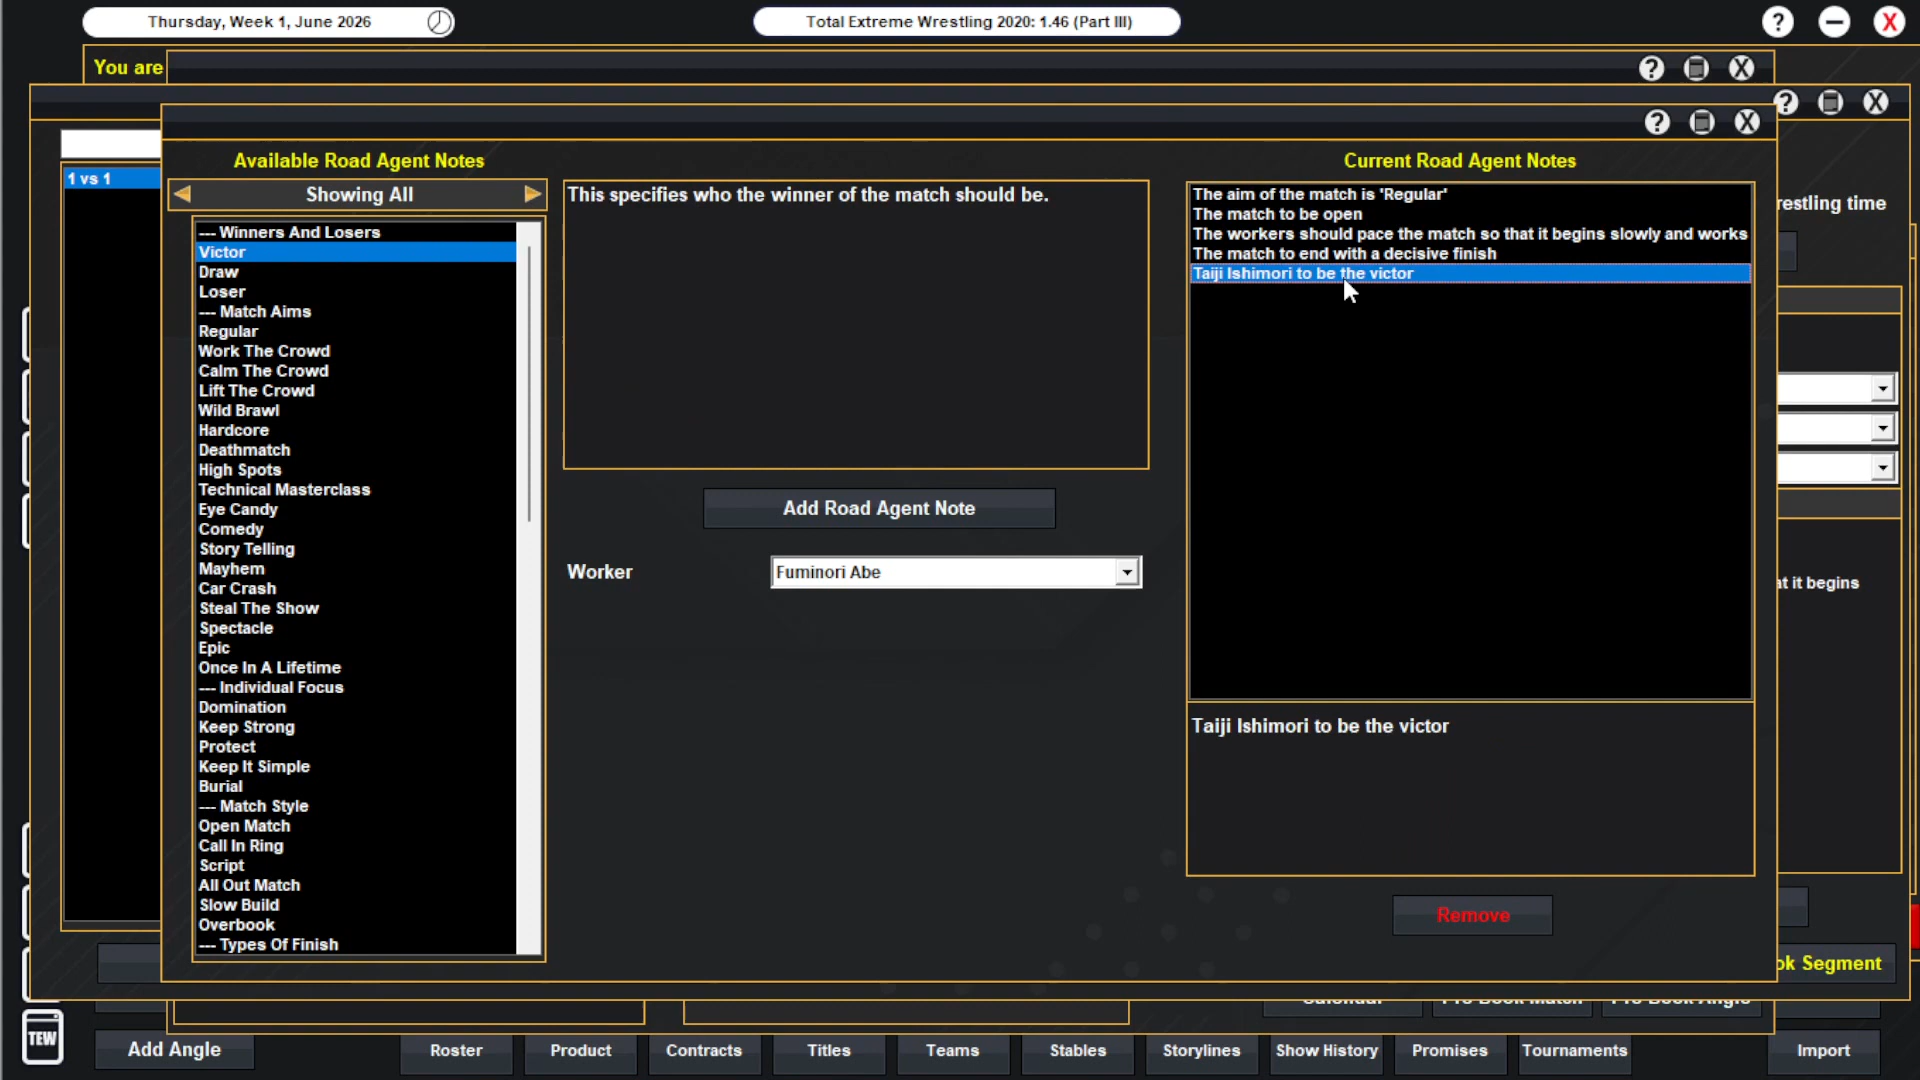 Thursday, Week 1, June 2026
Total Extreme Wrestling 2020: 1.46 (Part III)
?
X
You are
?
X
?
X
?
X
Available Road Agent Notes
Current Road Agent Notes
1 vs 1
Showing All
This specifies who the winner of the match should be.
The aim of the match is 'Regular'
The match to be open
The workers should pace the match so that it begins slowly and works
The match to end with a decisive finish
Taiji Ishimori to be the victor
restling time
--- Winners And Losers
Victor
Draw
Loser
--- Match Aims
Regular
Work The Crowd
Calm The Crowd
Lift The Crowd
Wild Brawl
Hardcore
Deathmatch
High Spots
Technical Masterclass
Eye Candy
Comedy
Story Telling
Mayhem
Car Crash
Steal The Show
Spectacle
Epic
Once In A Lifetime
--- Individual Focus
Domination
Keep Strong
Protect
Keep It Simple
Burial
--- Match Style
Open Match
Call In Ring
Script
All Out Match
Slow Build
Overbook
--- Types Of Finish
Add Road Agent Note
Worker
Fuminori Abe
at it begins
Taiji Ishimori to be the victor
Remove
ok Segment
Calendar
Pre Book Match
Pre Book Angle
TEW
Add Angle
Roster
Product
Contracts
Titles
Teams
Stables
Storylines
Show History
Promises
Tournaments
Import